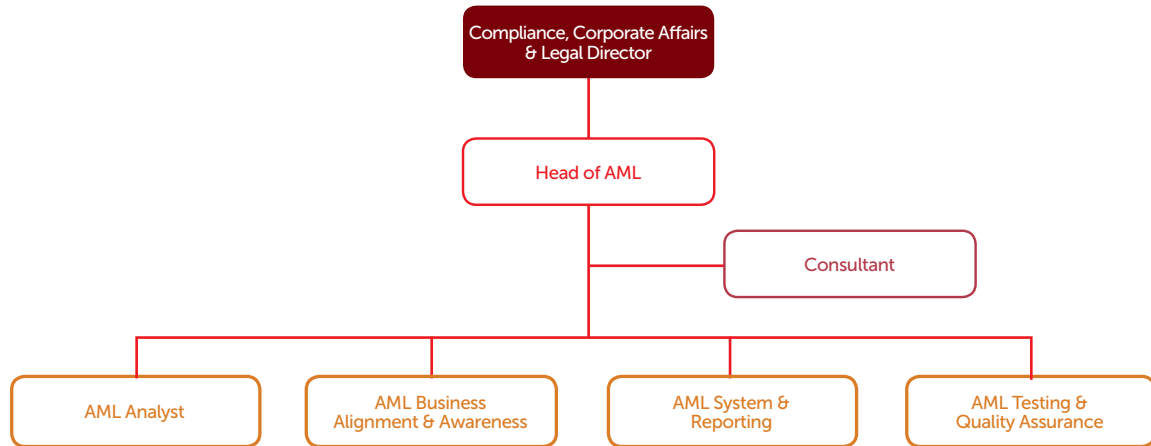 Compliance, Corporate Affairs
& Legal Director
Head of AML
Consultant
AML Analyst
AML Business
Alignment & Awareness
AML System &
Reporting
AML Testing &
Quality Assurance